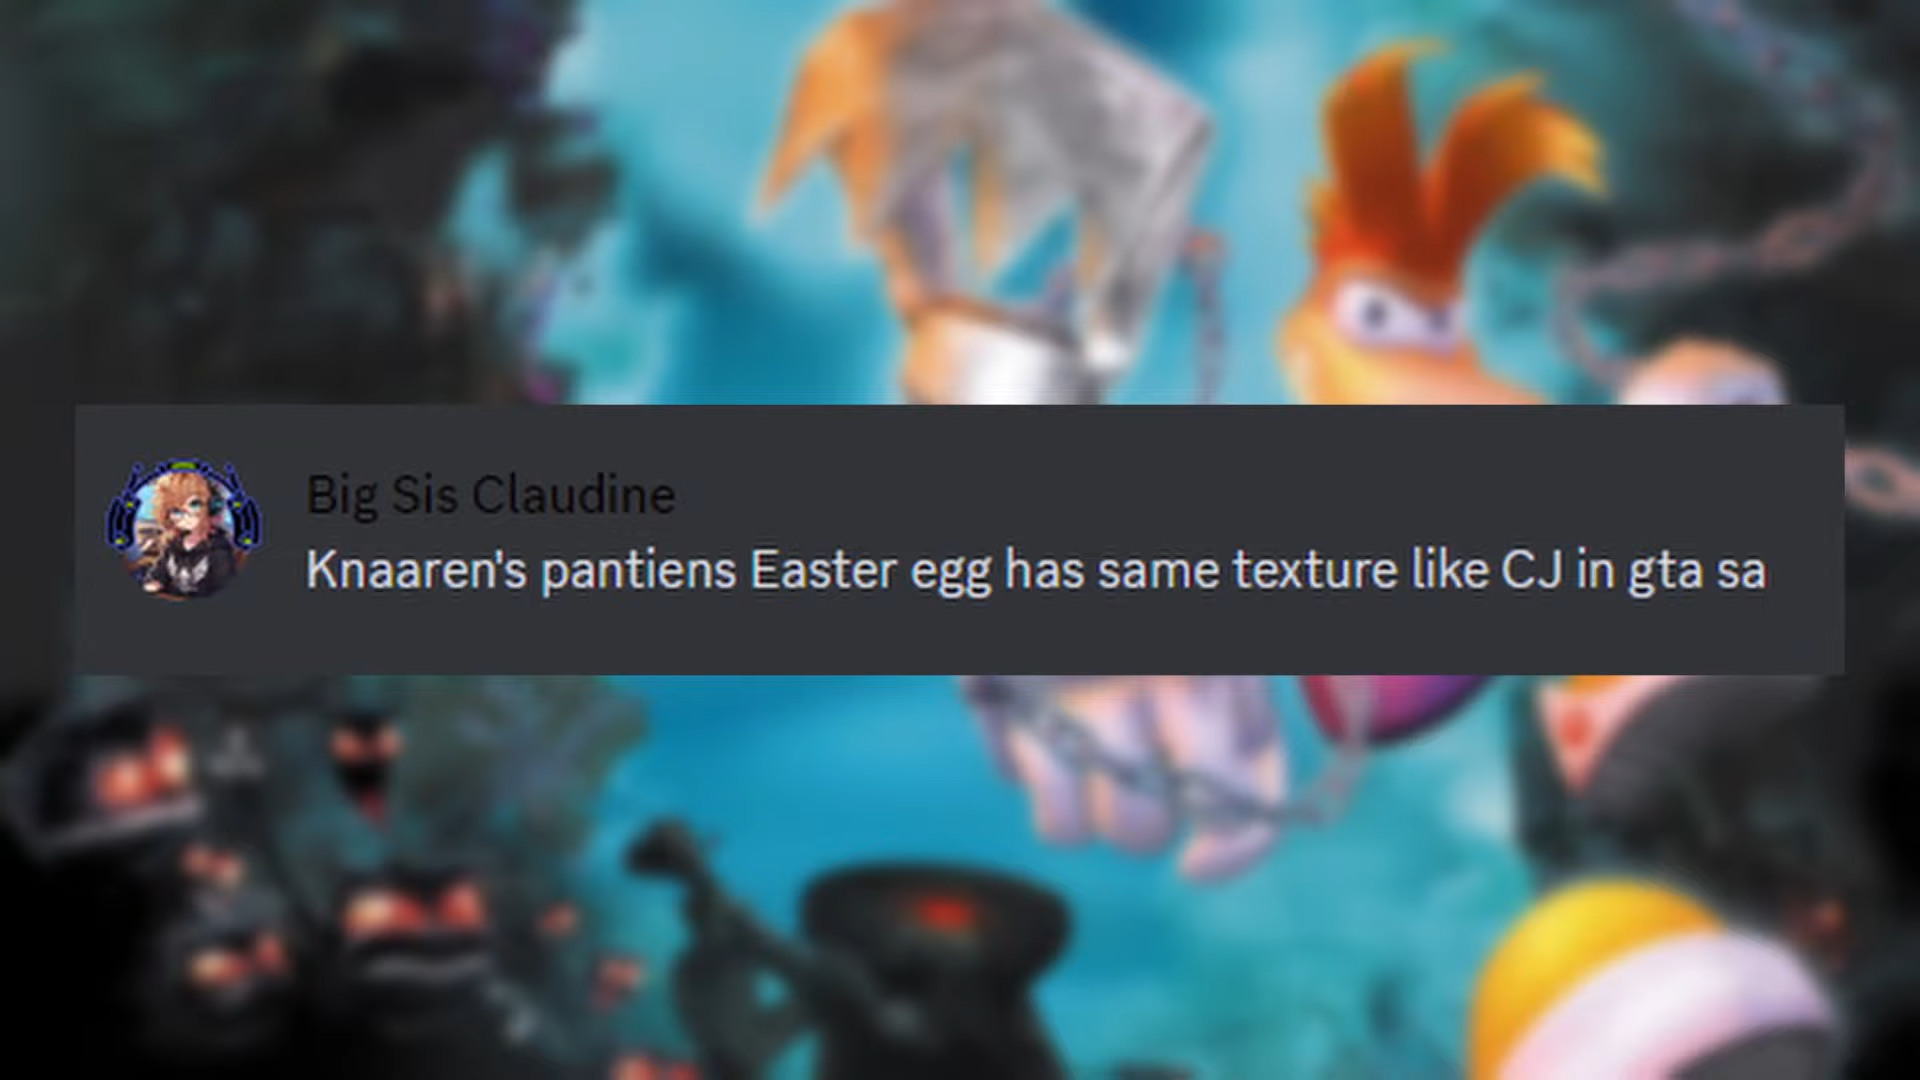 Big Sis Claudine
Knaaren's pantiens Easter egg has same texture like CJ in gta sa